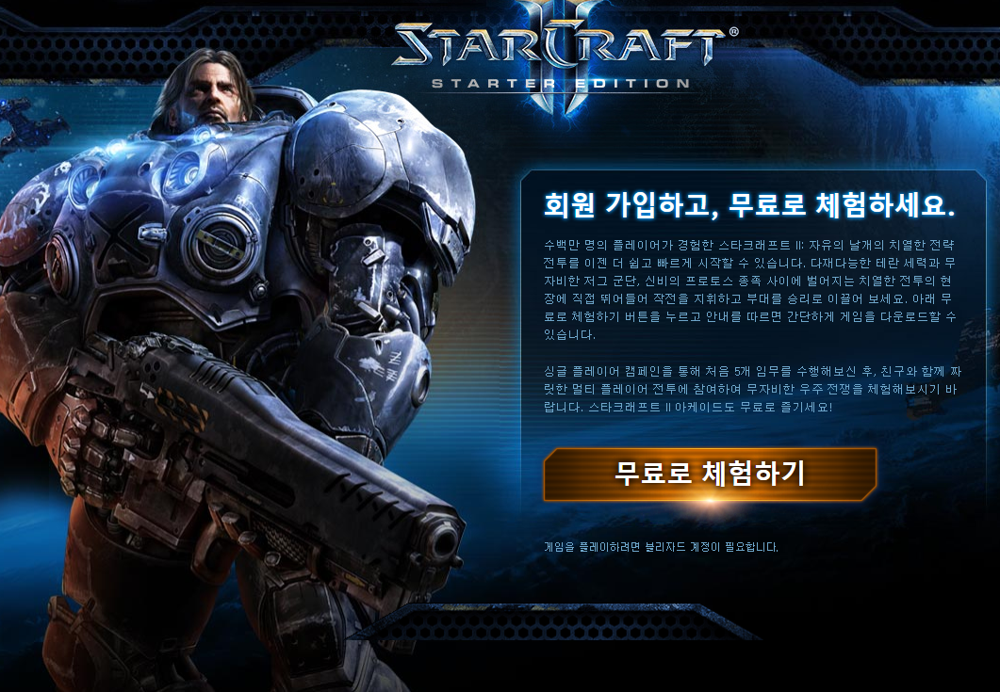 STARCRAFT®
II
STARTER EDITION
회원 가입하고, 무료로 체험하세요.
수백만 명의 플레이어가 경험한 스타크래프트 II: 자유의 날개의 치열한 전략
전투를 이젠 더 쉽고 빠르게 시작할 수 있습니다. 다재다능한 테란 세력과 무
자비한 저그 군단, 신비의 프로토스 종족 사이에 벌어지는 치열한 전투의 현
장에 직접 뛰어들어 작전을 지휘하고 부대를 승리로 이끌어 보세요. 아래 무
료로 체험하기 버튼을 누르고 안내를 따르면 간단하게 게임을 다운로드할 수
있습니다.
싱글 플레이어 캠페인을 통해 처음 5개 임무를 수행해보신 후, 친구와 함께 짜
릿한 멀티 플레이어 전투에 참여하여 무자비한 우주 전쟁을 체험해보시기 바
랍니다. 스타크래프트 II 아케이드도 무료로 즐기세요!
무료로 체험하기
게임을 플레이하려면 블리자드 계정이 필요합니다.